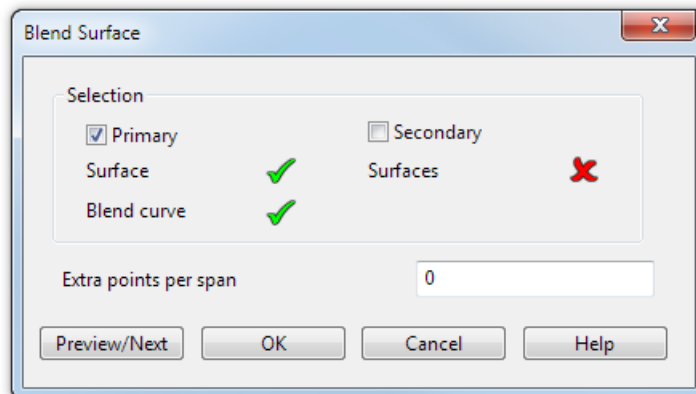 Blend Surface
Selection
Primary
Secondary
Surface
Surfaces
Blend curve
Extra points per span
0
Preview/Next
OK
Cancel
Help